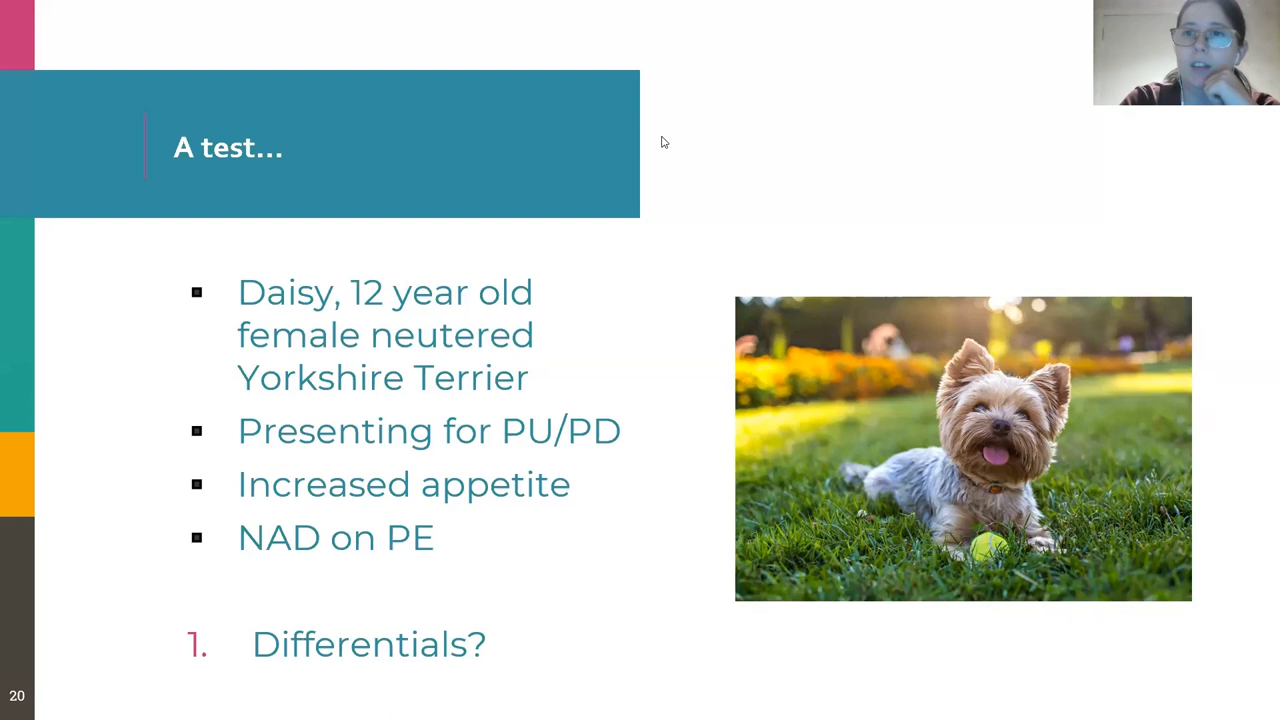 A test...
Daisy, 12 year old
female neutered
Yorkshire Terrier
Presenting for PU/PD
Increased appetite
NAD on PE
1. Differentials?
20